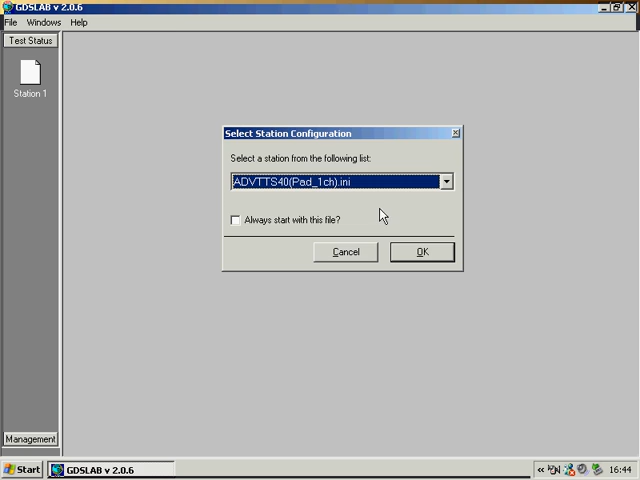 GDSLAB v 2.0.6
File Windows Help
Test Status
Station 1
Select Station Configuration
Select a station from the following list:
ADVTTS40(Pad_1ch).ini
Always start with this file?
Cancel OK
Management
Start GDSLAB v 2.0.6 « 16:44